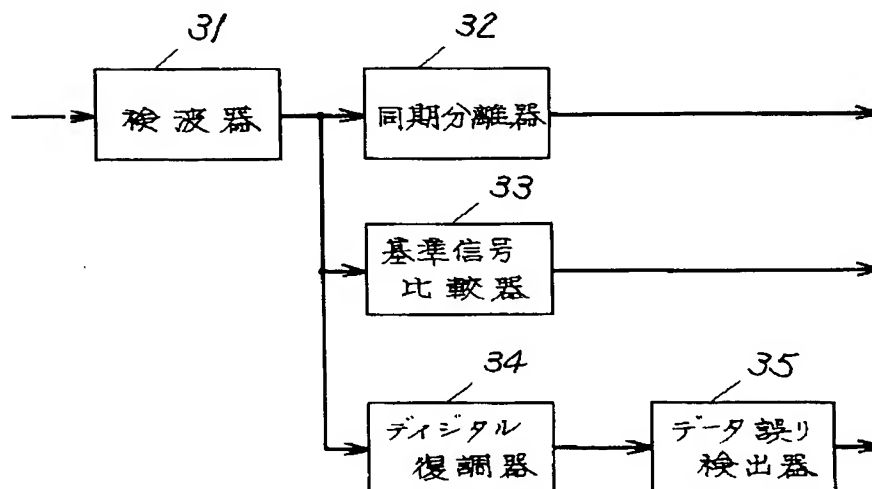 31
検波器
32
同期分離器
33
基準信号
比較器
34
ディジタル
復調器
35
データ誤り
検出器